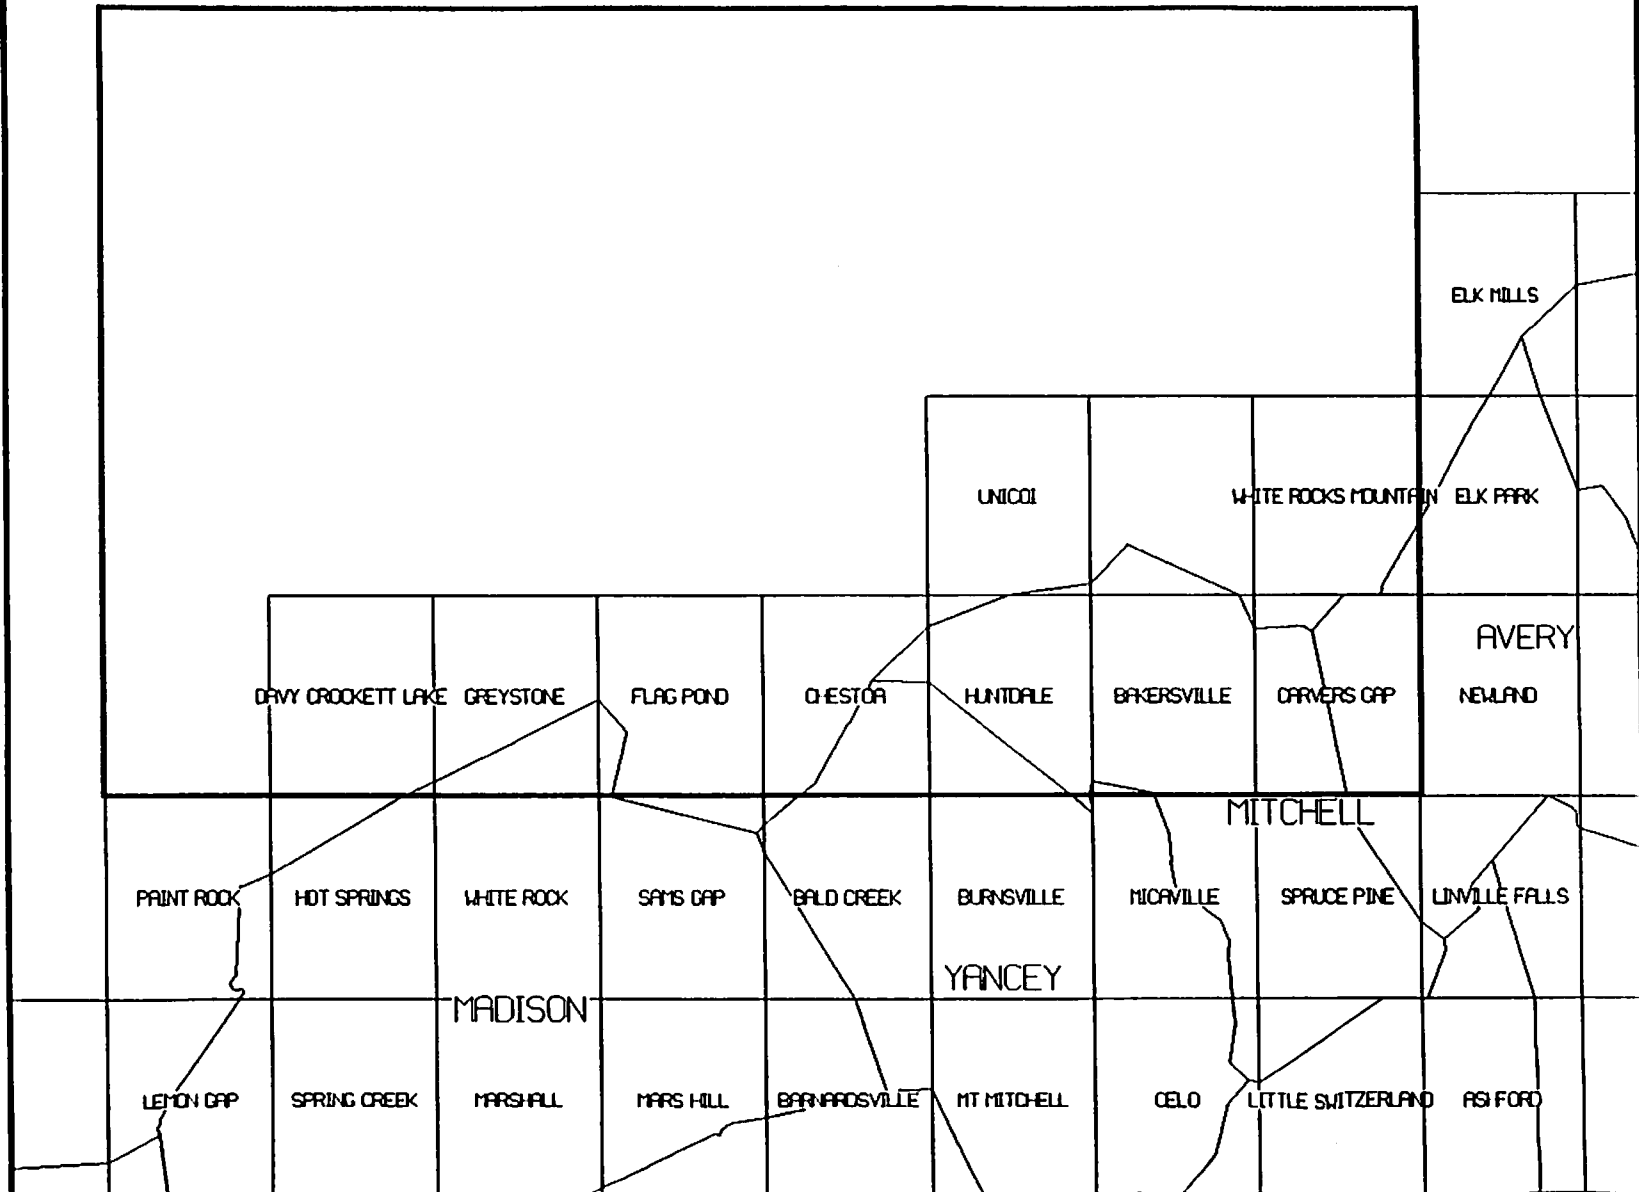 ELK MILLS
UNICOI
WHITE ROCKS MOUNTAIN
ELK PARK
AVERY
DAVY CROCKETT LAKE
GREYSTONE
FLAG POND
CHESTOA
HUNTDALE
BAKERSVILLE
CARVERS GAP
NEWLAND
MITCHELL
PAINT ROCK
HOT SPRINGS
WHITE ROCK
SAMS GAP
BALD CREEK
BURNSVILLE
MICAVILLE
SPRUCE PINE
LINVILLE FALLS
YANCEY
MADISON
LEMON GAP
SPRING CREEK
MARSHALL
MARS HILL
BARNARDSVILLE
MT MITCHELL
CELO
LITTLE SWITZERLAND
ASHFORD